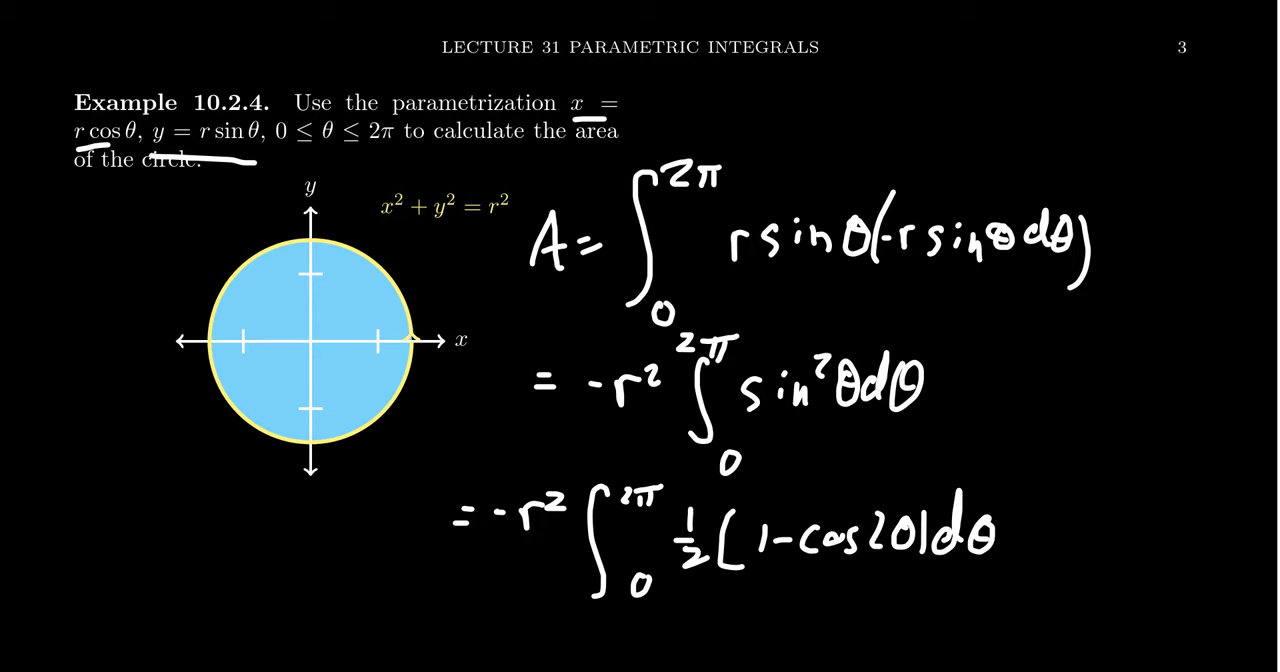 LECTURE 31 PARAMETRIC INTEGRALS 3
Example 10.2.4. Use the parametrization x =
r cos θ, y = r sin θ, 0 ≤ θ ≤ 2π to calculate the area
of the circle.
y
x² + y² = r²
x
A = ∫₀^{2π} r sin θ (-r sin θ dθ)
= -r² ∫₀^{2π} sin² θ dθ
= -r² ∫₀^{2π} ½ (1 - cos 2θ) dθ